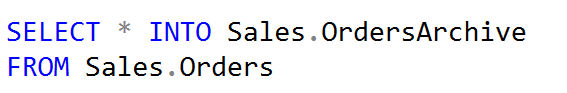 SELECT * INTO Sales.OrdersArchive
FROM Sales.Orders